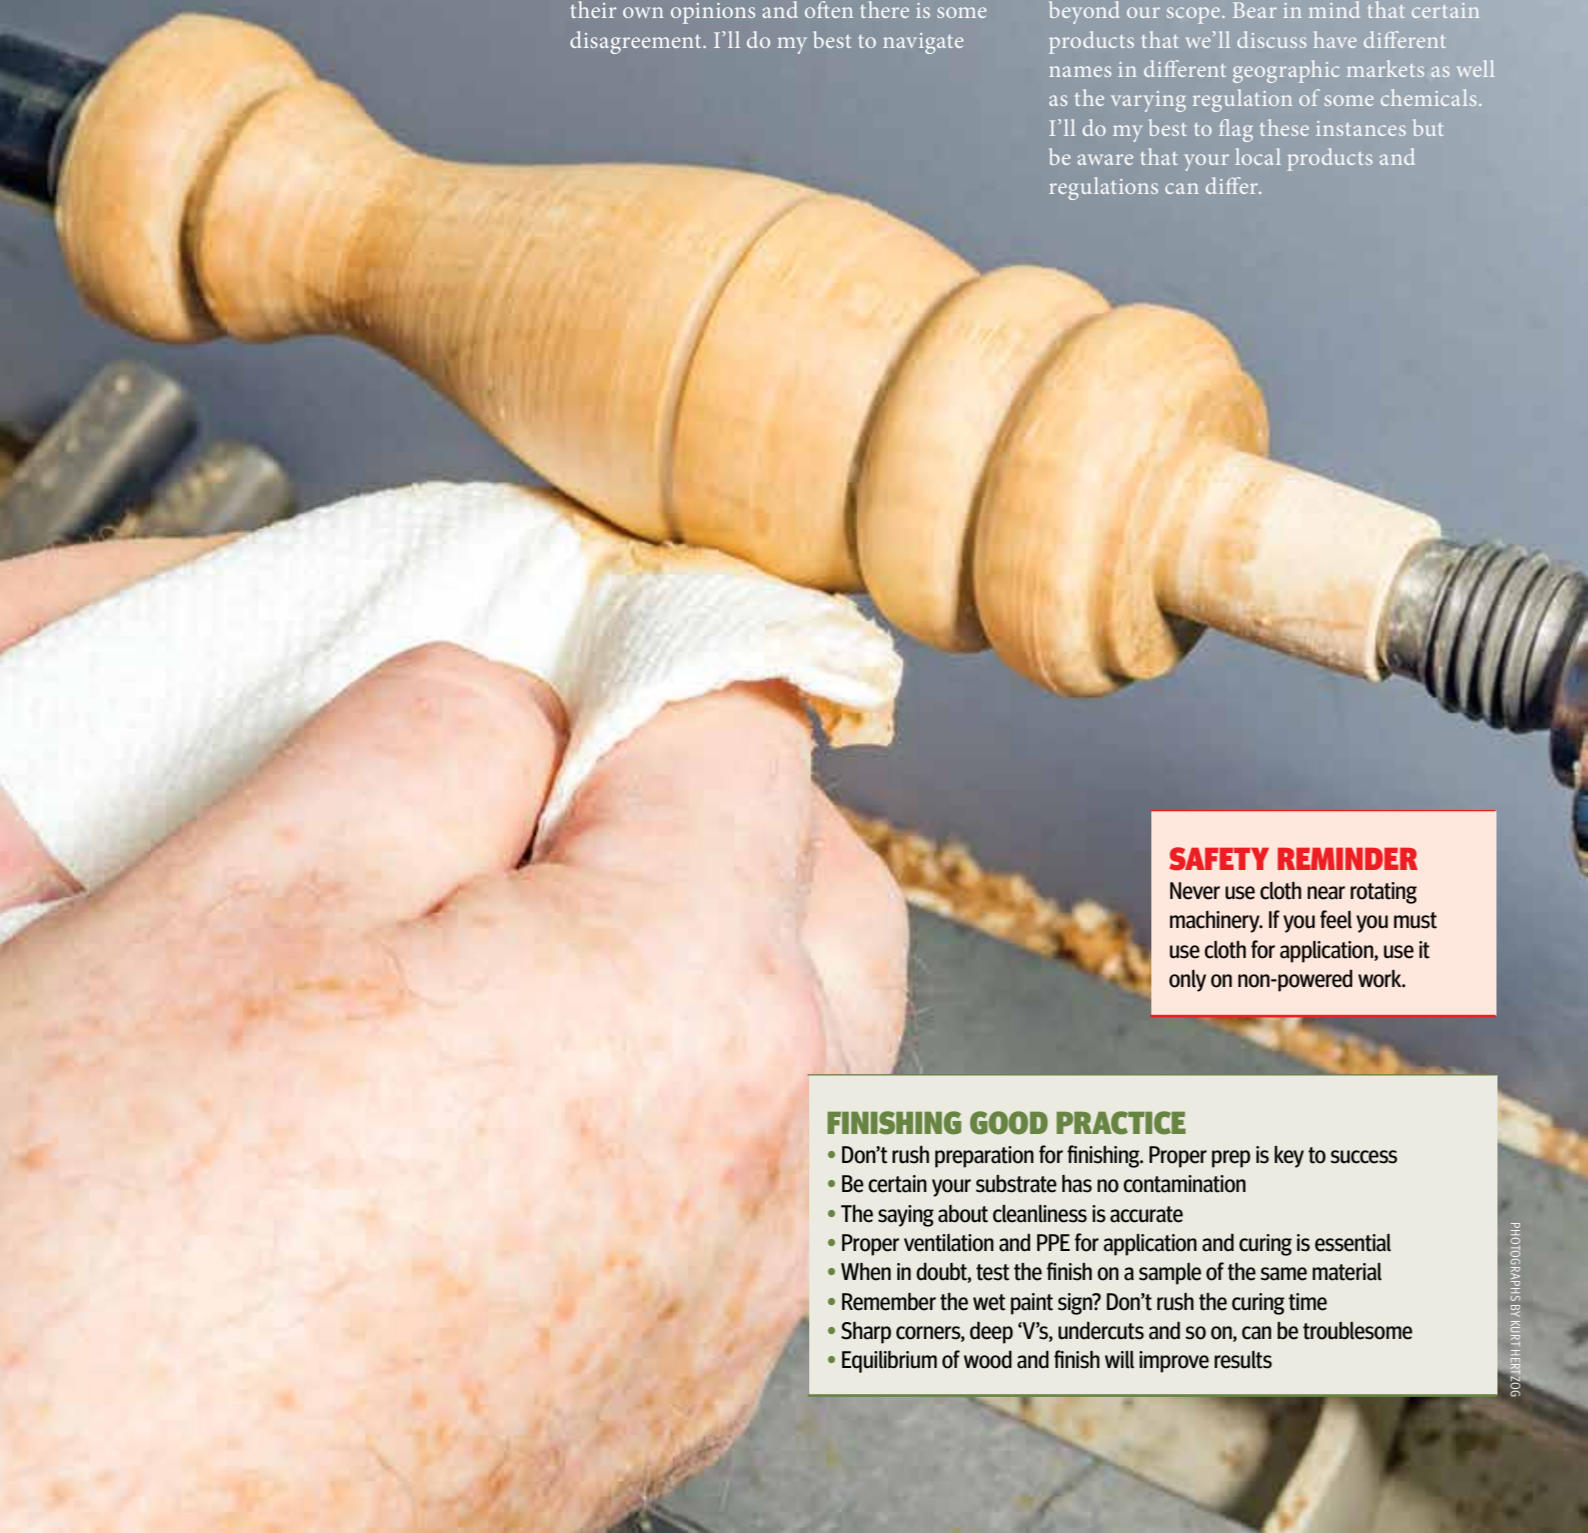 their own opinions and often there is some
disagreement. I'll do my best to navigate
beyond our scope. Bear in mind that certain
products that we'll discuss have different
names in different geographic markets as well
as the varying regulation of some chemicals.
I'll do my best to flag these instances but
be aware that your local products and
regulations can differ.
SAFETY REMINDER
Never use cloth near rotating
machinery. If you feel you must
use cloth for application, use it
only on non-powered work.
FINISHING GOOD PRACTICE
• Don't rush preparation for finishing. Proper prep is key to success
• Be certain your substrate has no contamination
• The saying about cleanliness is accurate
• Proper ventilation and PPE for application and curing is essential
• When in doubt, test the finish on a sample of the same material
• Remember the wet paint sign? Don't rush the curing time
• Sharp corners, deep ‘V’s, undercuts and so on, can be troublesome
• Equilibrium of wood and finish will improve results
PHOTOGRAPHS BY KURT HERTZOG